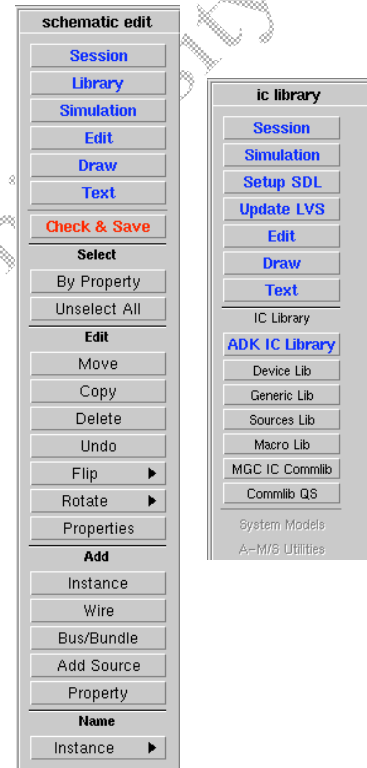 schematic edit
Session
Library
Simulation
Edit
Draw
Text
Check & Save
Select
By Property
Unselect All
Edit
Move
Copy
Delete
Undo
Flip
Rotate
Properties
Add
Instance
Wire
Bus/Bundle
Add Source
Property
Name
Instance
ic library
Session
Simulation
Setup SDL
Update LVS
Edit
Draw
Text
IC Library
ADK IC Library
Device Lib
Generic Lib
Sources Lib
Macro Lib
MGC IC Commlib
Commlib QS
System Models
A-M/S Utilities